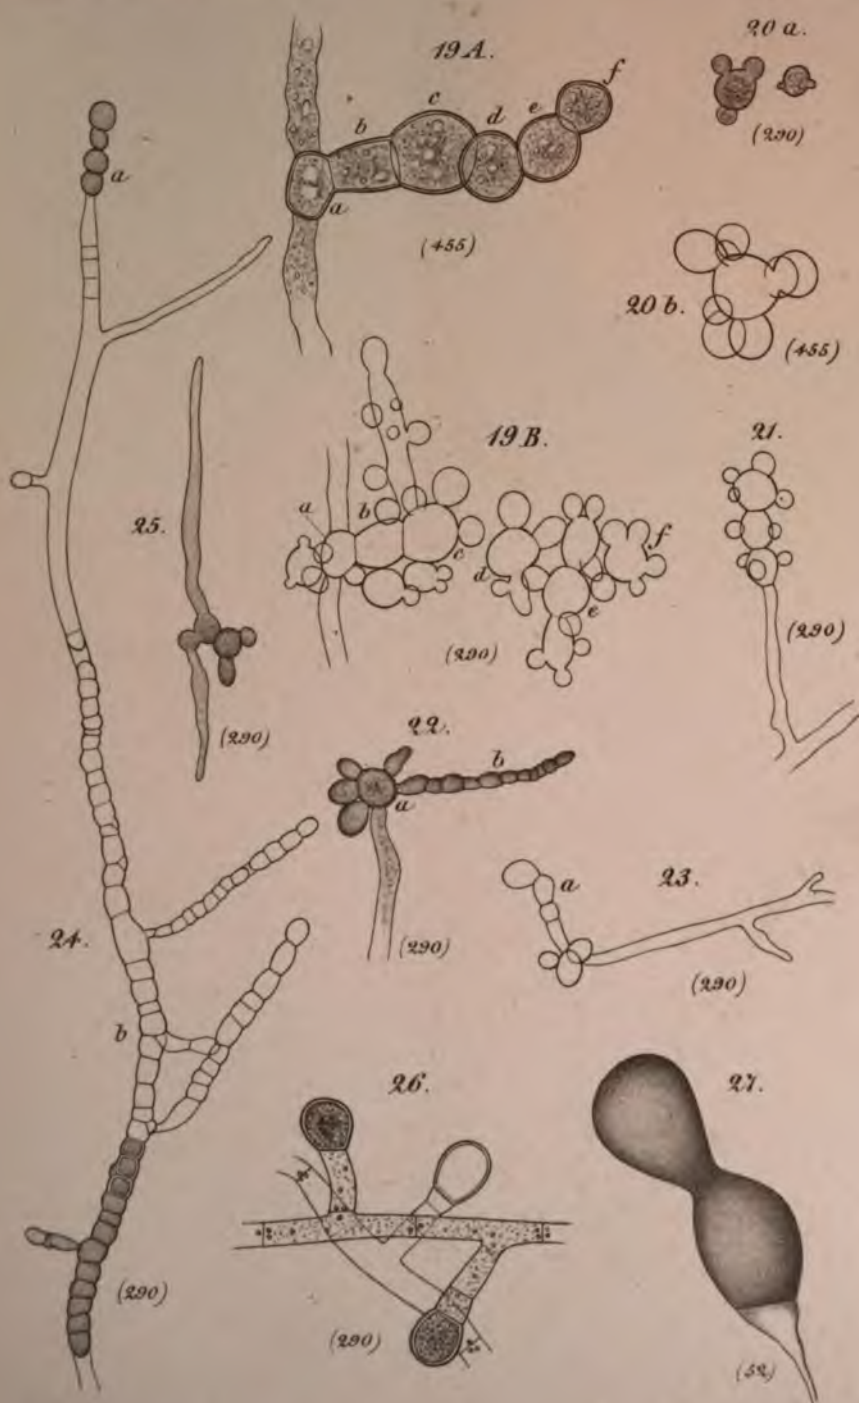 19 A.
a
b
c
d
e
f
(455)
20 a.
(290)
20 b.
(455)
a
25.
(290)
19 B.
a
b
c
d
e
f
(290)
21.
(290)
22.
a
b
(290)
23.
a
(290)
24.
b
(290)
26.
(290)
27.
(52)